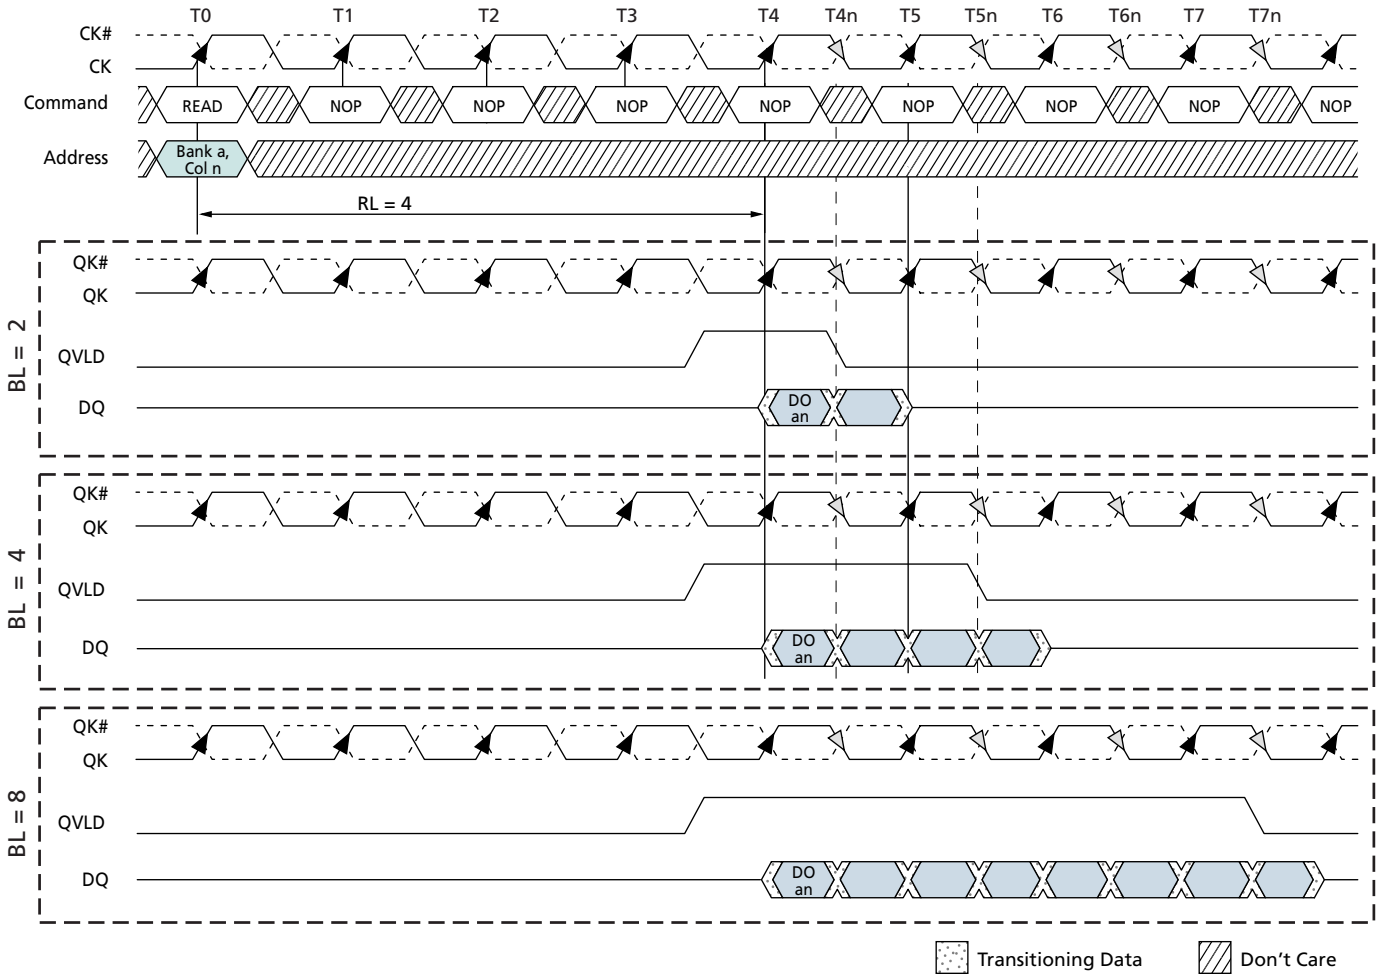 T0 T1 T2 T3 T4 T4n T5 T5n T6 T6n T7 T7n
CK#
CK
Command READ NOP NOP NOP NOP NOP NOP NOP NOP
Address Bank a,
Col n
RL = 4
BL = 2
QK#
QK
QVLD
DQ DO
an
BL = 4
QK#
QK
QVLD
DQ DO
an
BL = 8
QK#
QK
QVLD
DQ DO
an
Transitioning Data Don't Care